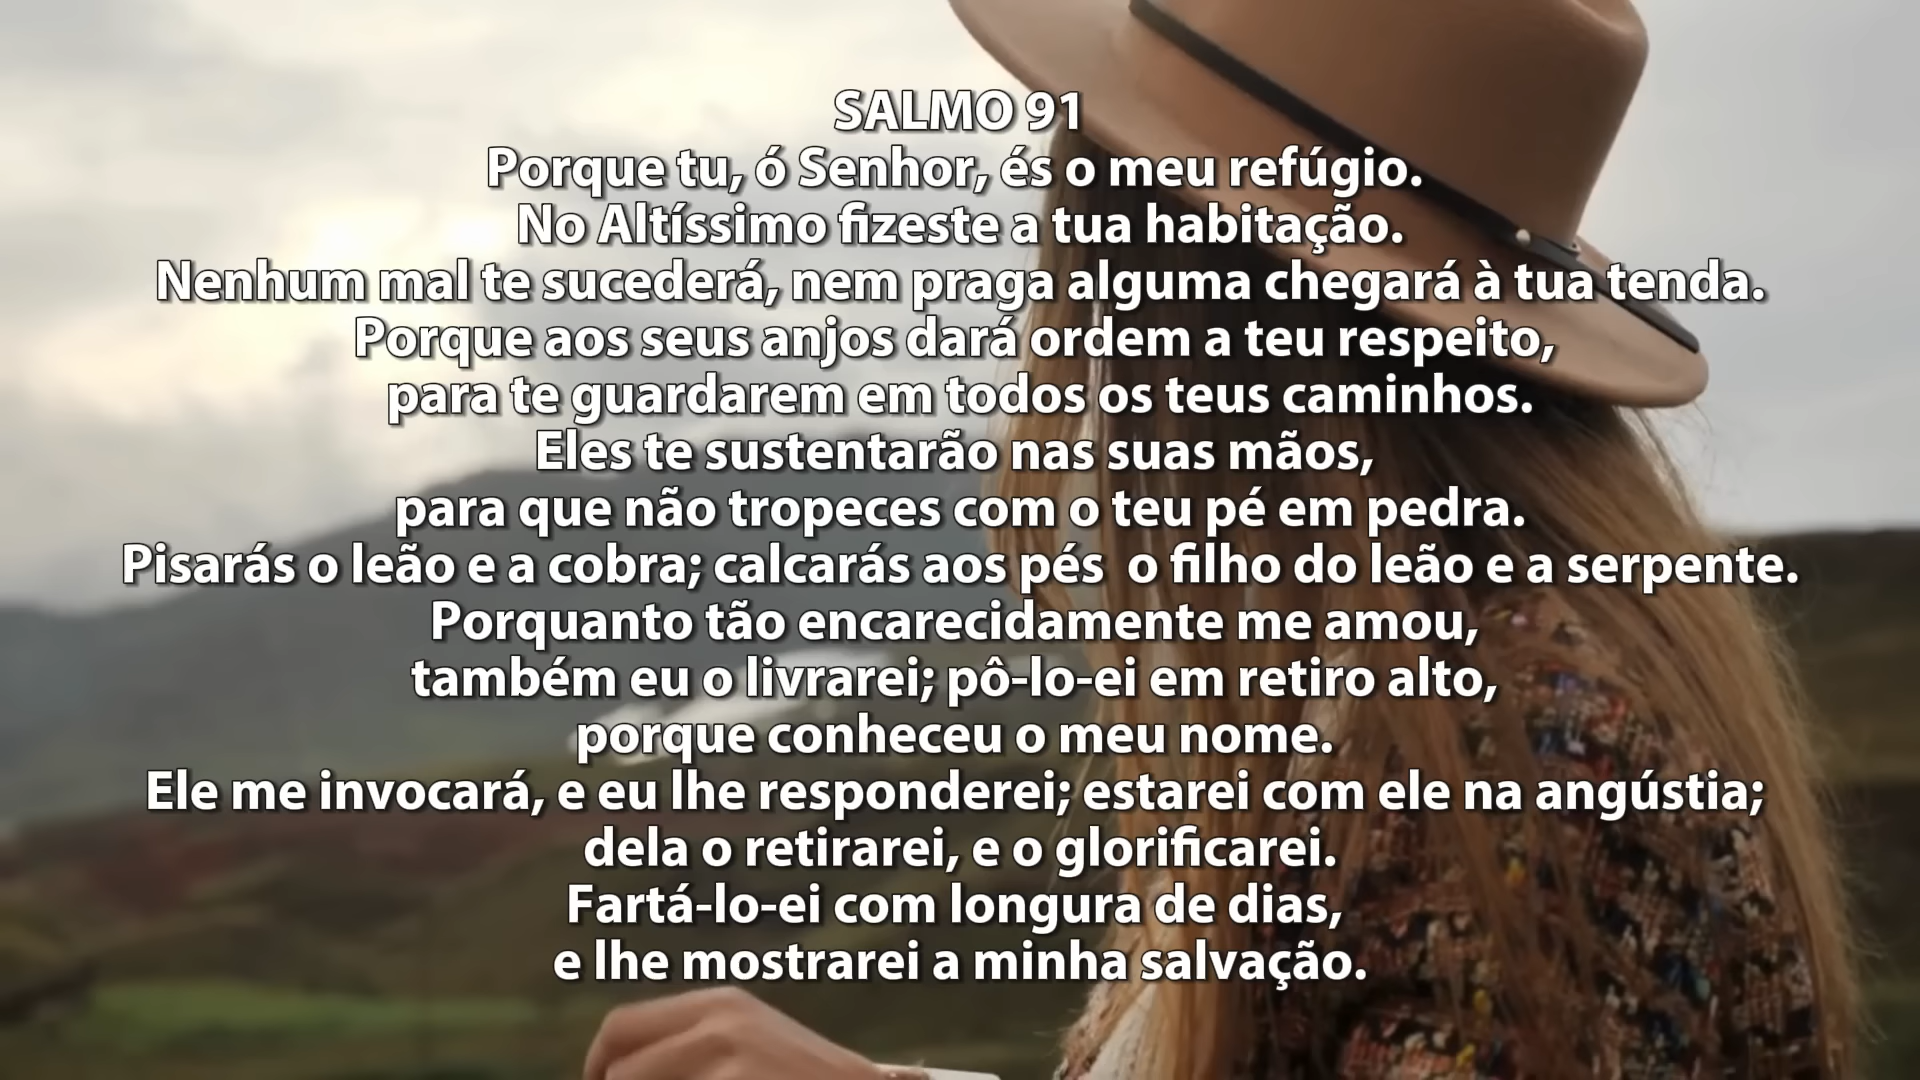 SALMO 91
Porque tu, ó Senhor, és o meu refúgio.
No Altíssimo fizeste a tua habitação.
Nenhum mal te sucederá, nem praga alguma chegará à tua tenda.
Porque aos seus anjos dará ordem a teu respeito,
para te guardarem em todos os teus caminhos.
Eles te sustentarão nas suas mãos,
para que não tropeces com o teu pé em pedra.
Pisarás o leão e a cobra; calcarás aos pés  o filho do leão e a serpente.
Porquanto tão encarecidamente me amou,
também eu o livrarei; pô-lo-ei em retiro alto,
porque conheceu o meu nome.
Ele me invocará, e eu lhe responderei; estarei com ele na angústia;
dela o retirarei, e o glorificarei.
Fartá-lo-ei com longura de dias,
e lhe mostrarei a minha salvação.